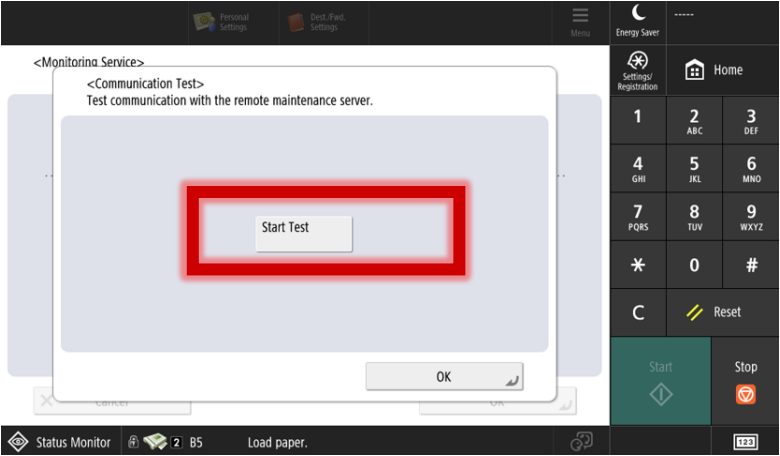 Personal
Settings
Dest./Fwd.
Settings
Menu
Energy Saver
-----
<Monitoring Service>
<Communication Test>
Test communication with the remote maintenance server.
Start Test
OK
Cancel
OK
Settings/
Registration
Home
1
2
ABC
3
DEF
4
GHI
5
JKL
6
MNO
7
PQRS
8
TUV
9
WXYZ
*
0
#
C
Reset
Start
Stop
Status Monitor
2
B5
Load paper.
123